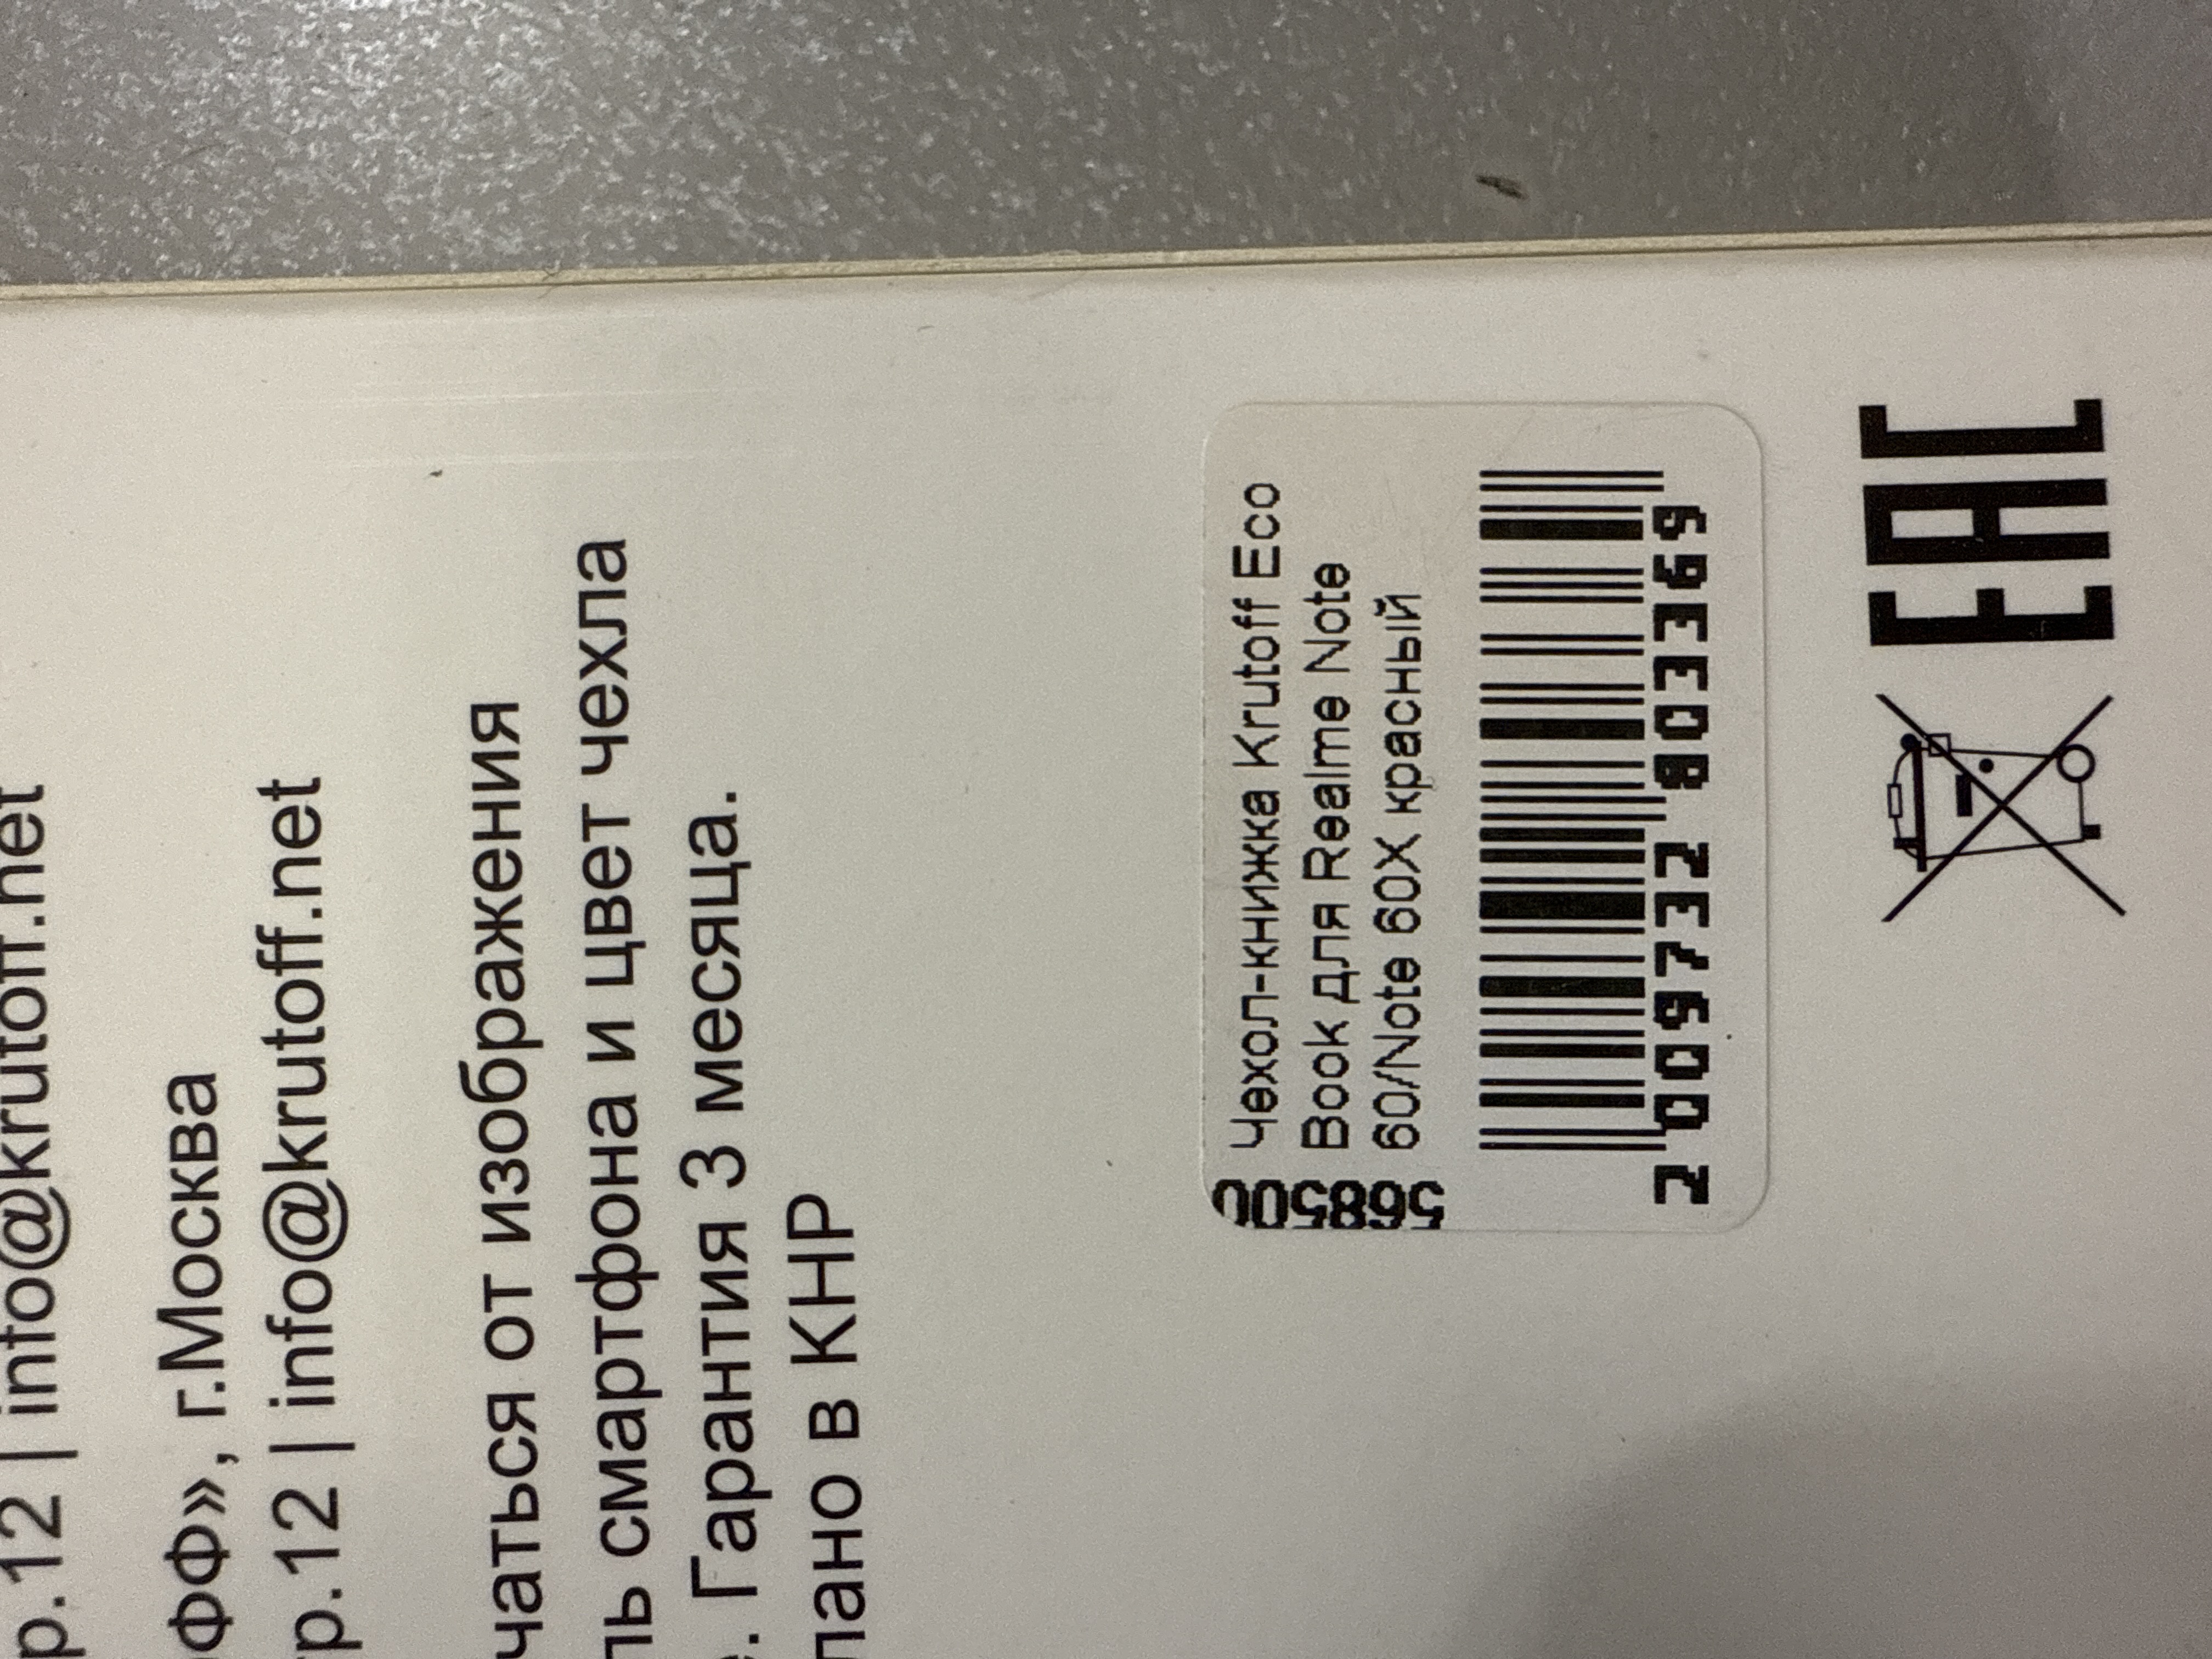 р.12 | info@krutoff.net
фф», г.Москва
р.12 | info@krutoff.net
чаться от изображения
ль смартфона и цвет чехла
. Гарантия 3 месяца.
лано в КНР
568500
Чехол-книжка Krutoff Eco
Book для Realme Note
60/Note 60X красный
2 009732 803369
EAC